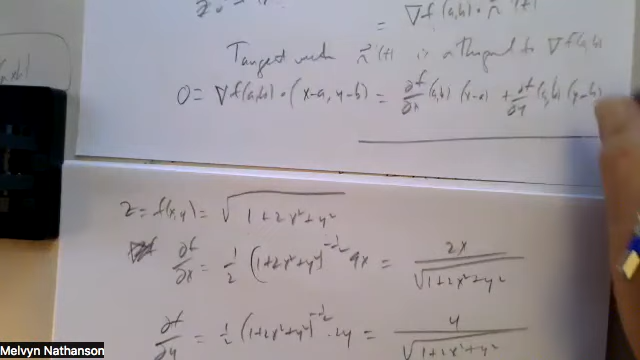 = ∇f(a,b) · r⃗'(t)
Tangent vector r⃗'(t) is orthogonal to ∇f(a,b)
0 = ∇f(a,b) · (x-a, y-b) = ∂f/∂x (a,b) (x-a) + ∂f/∂y (a,b) (y-b)
z = f(x,y) = √(1+2x²+y²)
∂f/∂x = 1/2 (1+2x²+y²)^(-1/2) 4x = 2x/√(1+2x²+y²)
∂f/∂y = 1/2 (1+2x²+y²)^(-1/2) · 2y = y/√(1+2x²+y²)
Melvyn Nathanson